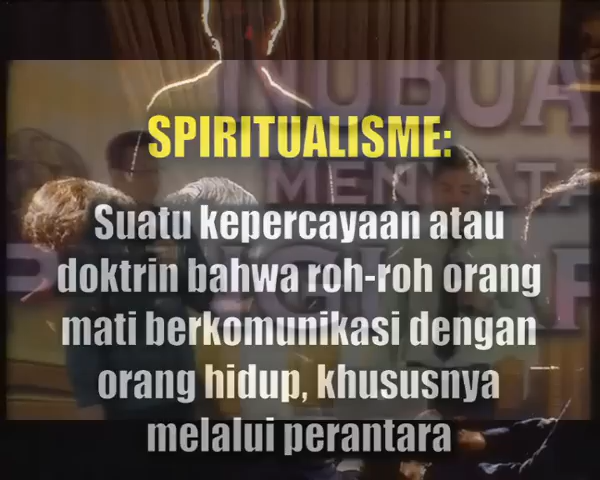 SPIRITUALISME:
Suatu kepercayaan atau
doktrin bahwa roh-roh orang
mati berkomunikasi dengan
orang hidup, khususnya
melalui perantara